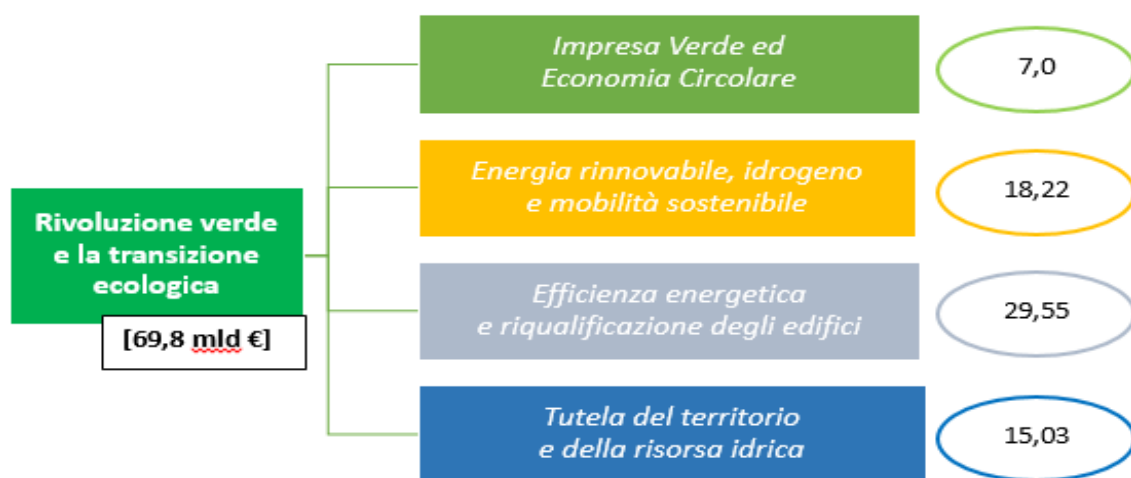 Rivoluzione verde
e la transizione
ecologica
[69,8 mld €]
Impresa Verde ed
Economia Circolare
7,0
Energia rinnovabile, idrogeno
e mobilità sostenibile
18,22
Efficienza energetica
e riqualificazione degli edifici
29,55
Tutela del territorio
e della risorsa idrica
15,03